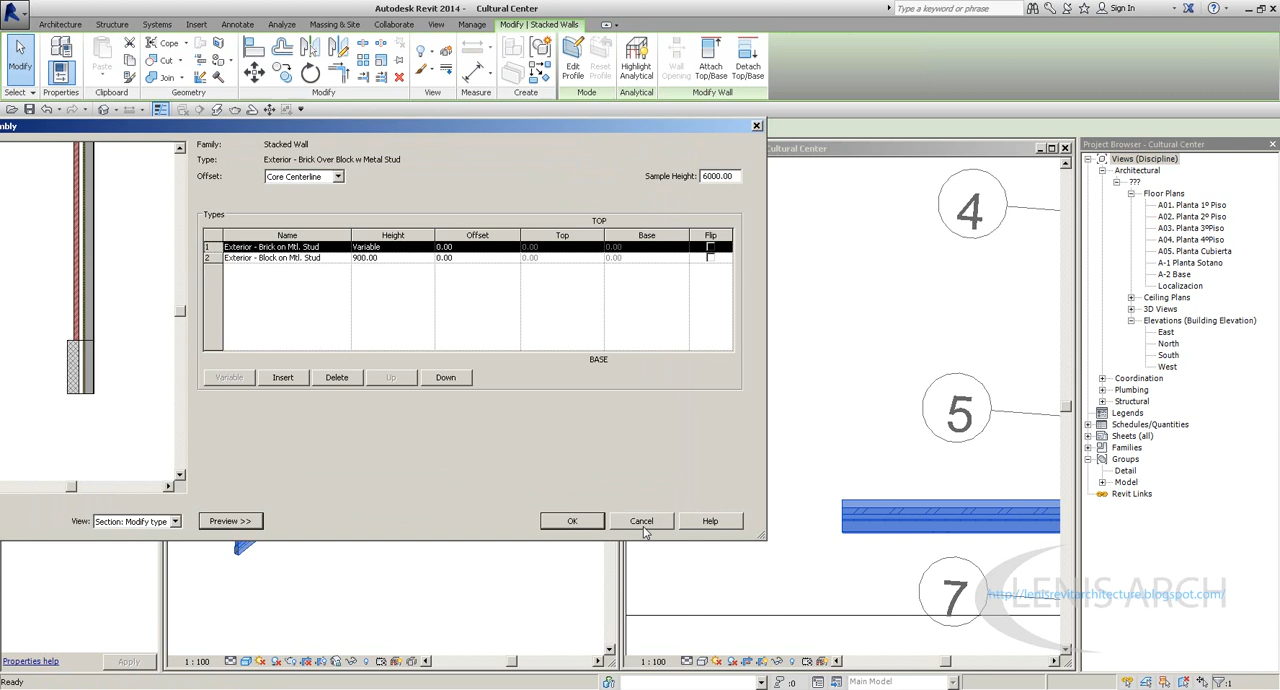 Autodesk Revit 2014 - Cultural Center
Type a keyword or phrase
Sign In
Architecture Structure Systems Insert Annotate Analyze Massing & Site Collaborate View Manage Modify | Stacked Walls
Modify
Paste
Cope
Cut
Join
Edit Profile
Reset Profile
Highlight Analytical
Wall Opening
Attach Top/Base
Detach Top/Base
Select Properties Clipboard Geometry Modify View Measure Create Mode Analytical Modify Wall
mbly
Family: Stacked Wall
Type: Exterior - Brick Over Block w Metal Stud
Offset: Core Centerline
Sample Height: 6000.00
Types
TOP
Name Height Offset Top Base Flip
1 Exterior - Brick on Mtl. Stud Variable 0.00 0.00 0.00
2 Exterior - Block on Mtl. Stud 900.00 0.00 0.00 0.00
BASE
Variable Insert Delete Up Down
View: Section: Modify type Preview >> OK Cancel Help
Cultural Center
4
5
7
Project Browser - Cultural Center
Views (Discipline)
Architectural
???
Floor Plans
A01. Planta 1º Piso
A02. Planta 2º Piso
A03. Planta 3ºPiso
A04. Planta 4ºPiso
A05. Planta Cubierta
A-1 Planta Sotano
A-2 Base
Localizacion
Ceiling Plans
3D Views
Elevations (Building Elevation)
East
North
South
West
Coordination
Plumbing
Structural
Legends
Schedules/Quantities
Sheets (all)
Families
Groups
Detail
Model
Revit Links
LENIS ARCH
http://lenisrevitarchitecture.blogspot.com/
Properties help Apply
1 : 100
1 : 100
Ready
:0
Main Model
:1